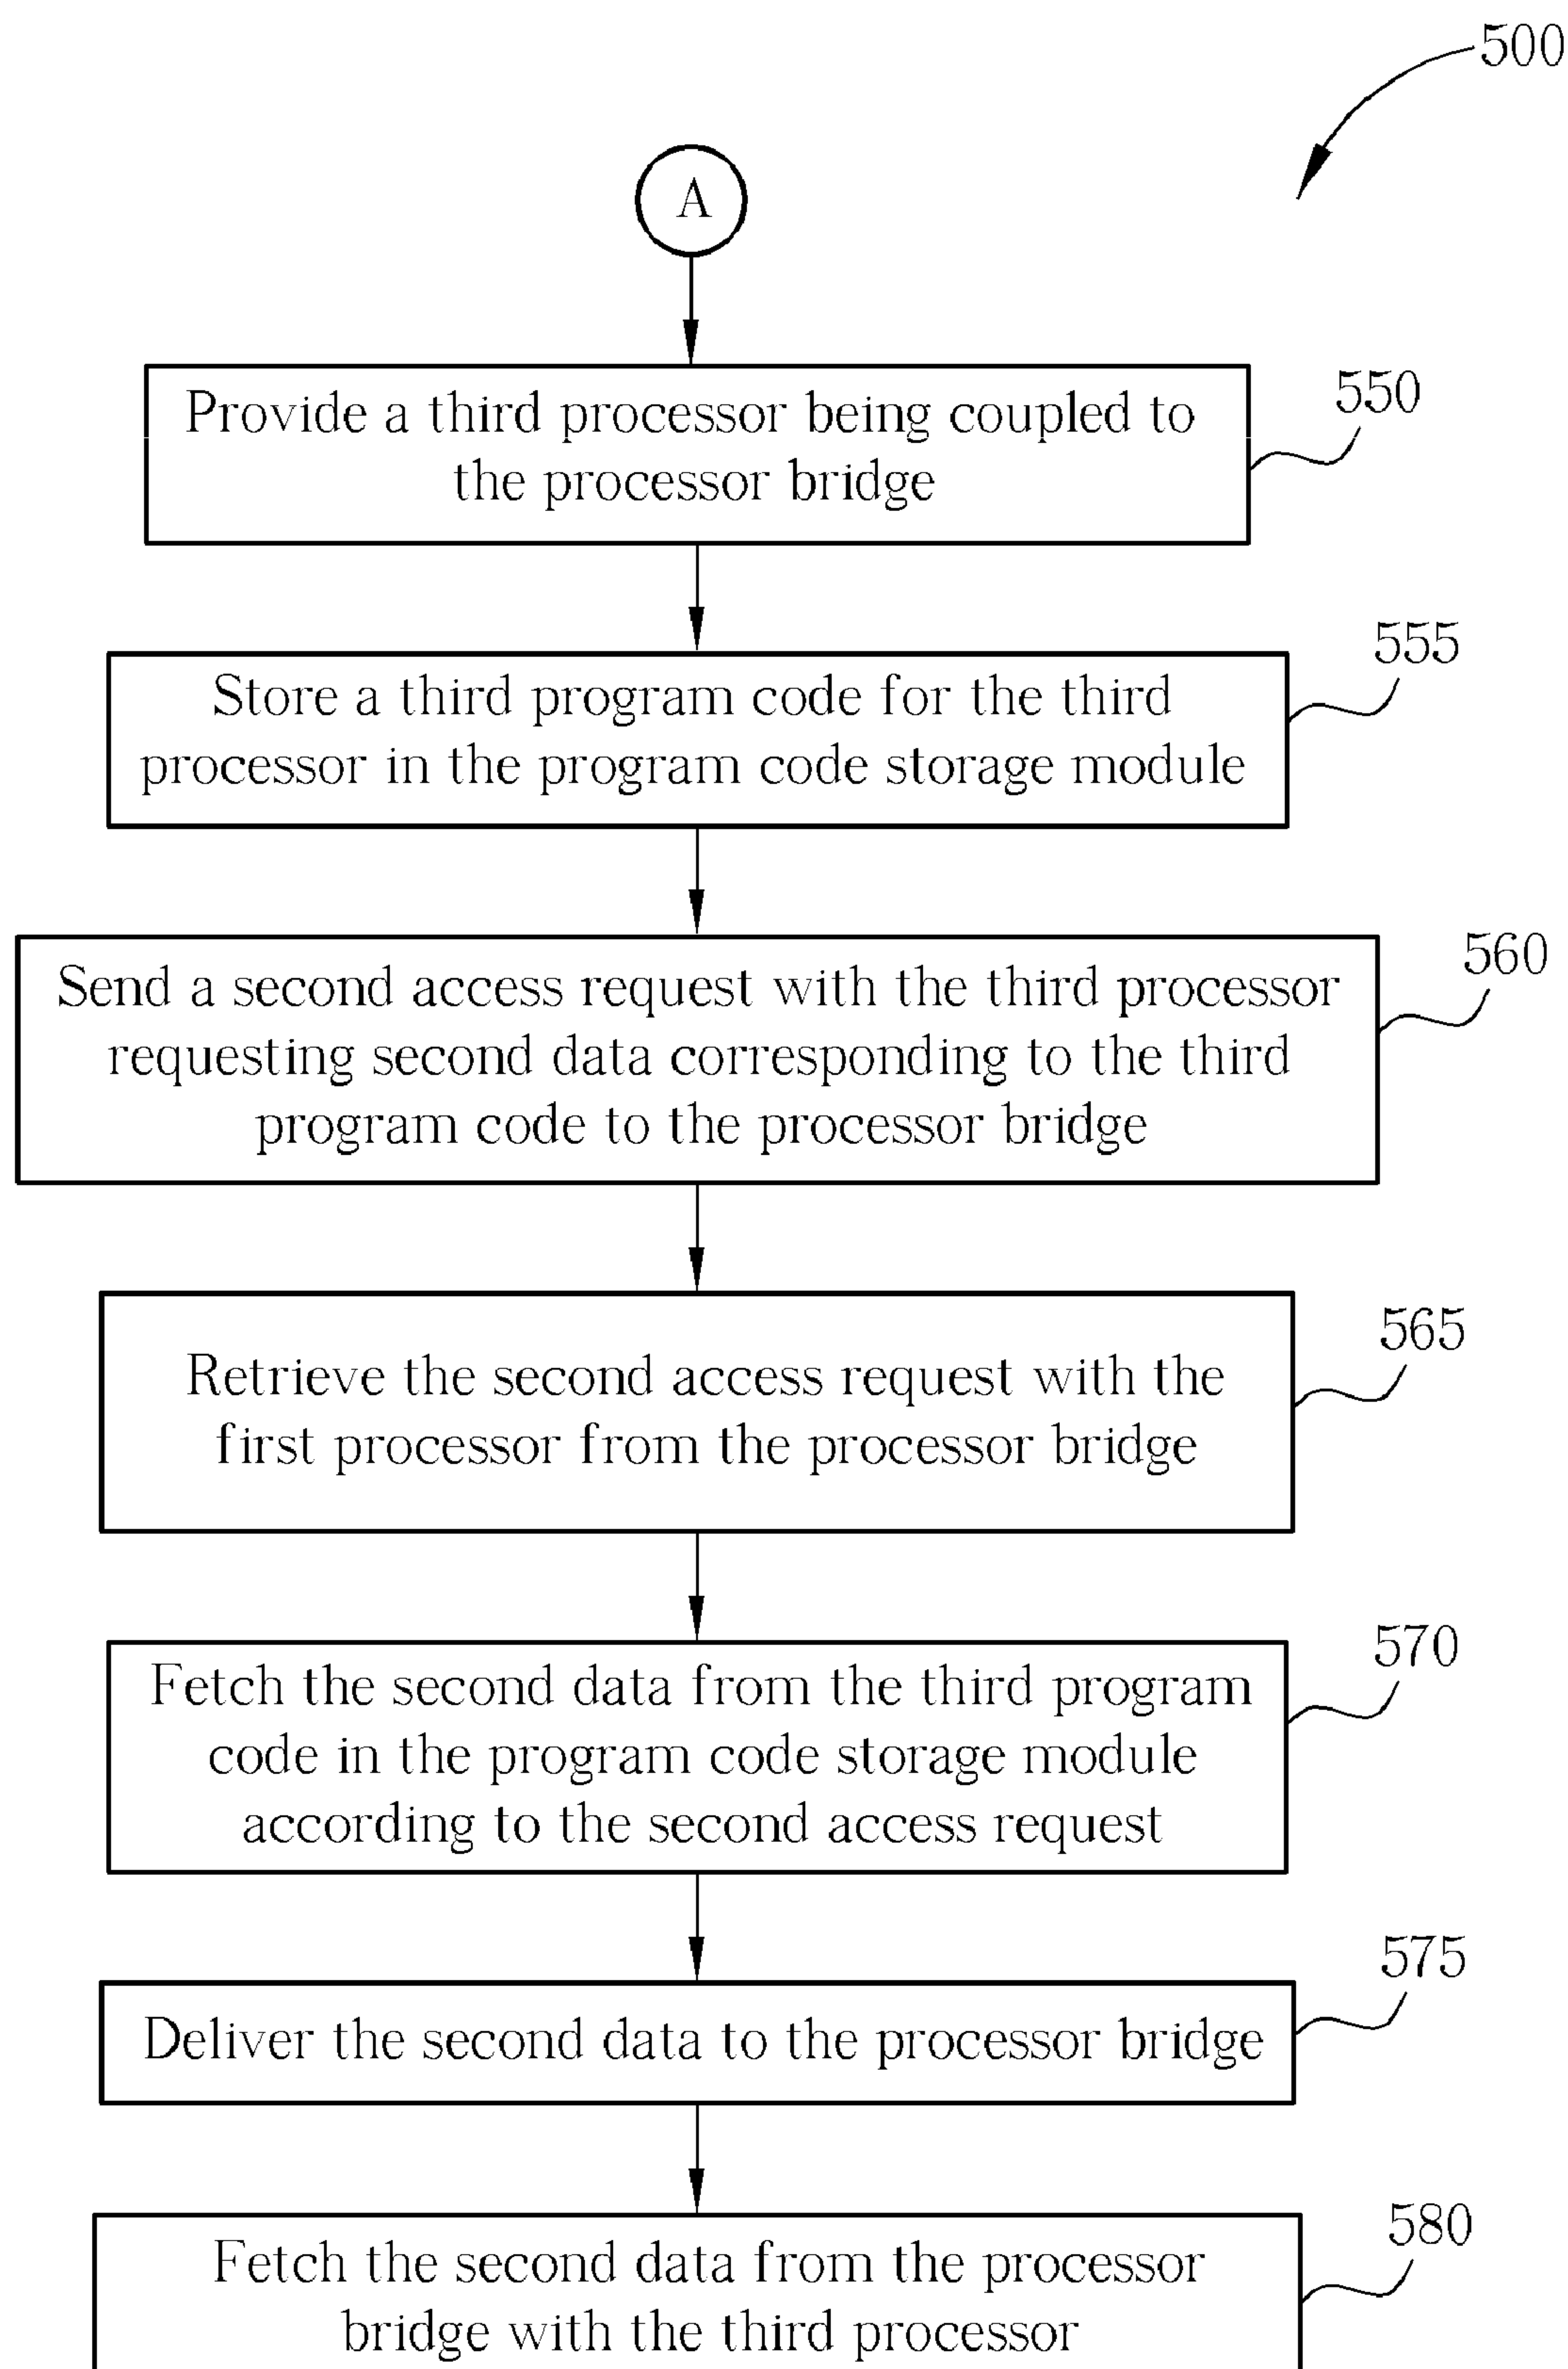 500
A
Provide a third processor being coupled to
the processor bridge
550
Store a third program code for the third
processor in the program code storage module
555
Send a second access request with the third processor
requesting second data corresponding to the third
program code to the processor bridge
560
Retrieve the second access request with the
first processor from the processor bridge
565
Fetch the second data from the third program
code in the program code storage module
according to the second access request
570
Deliver the second data to the processor bridge
575
Fetch the second data from the processor
bridge with the third processor
580